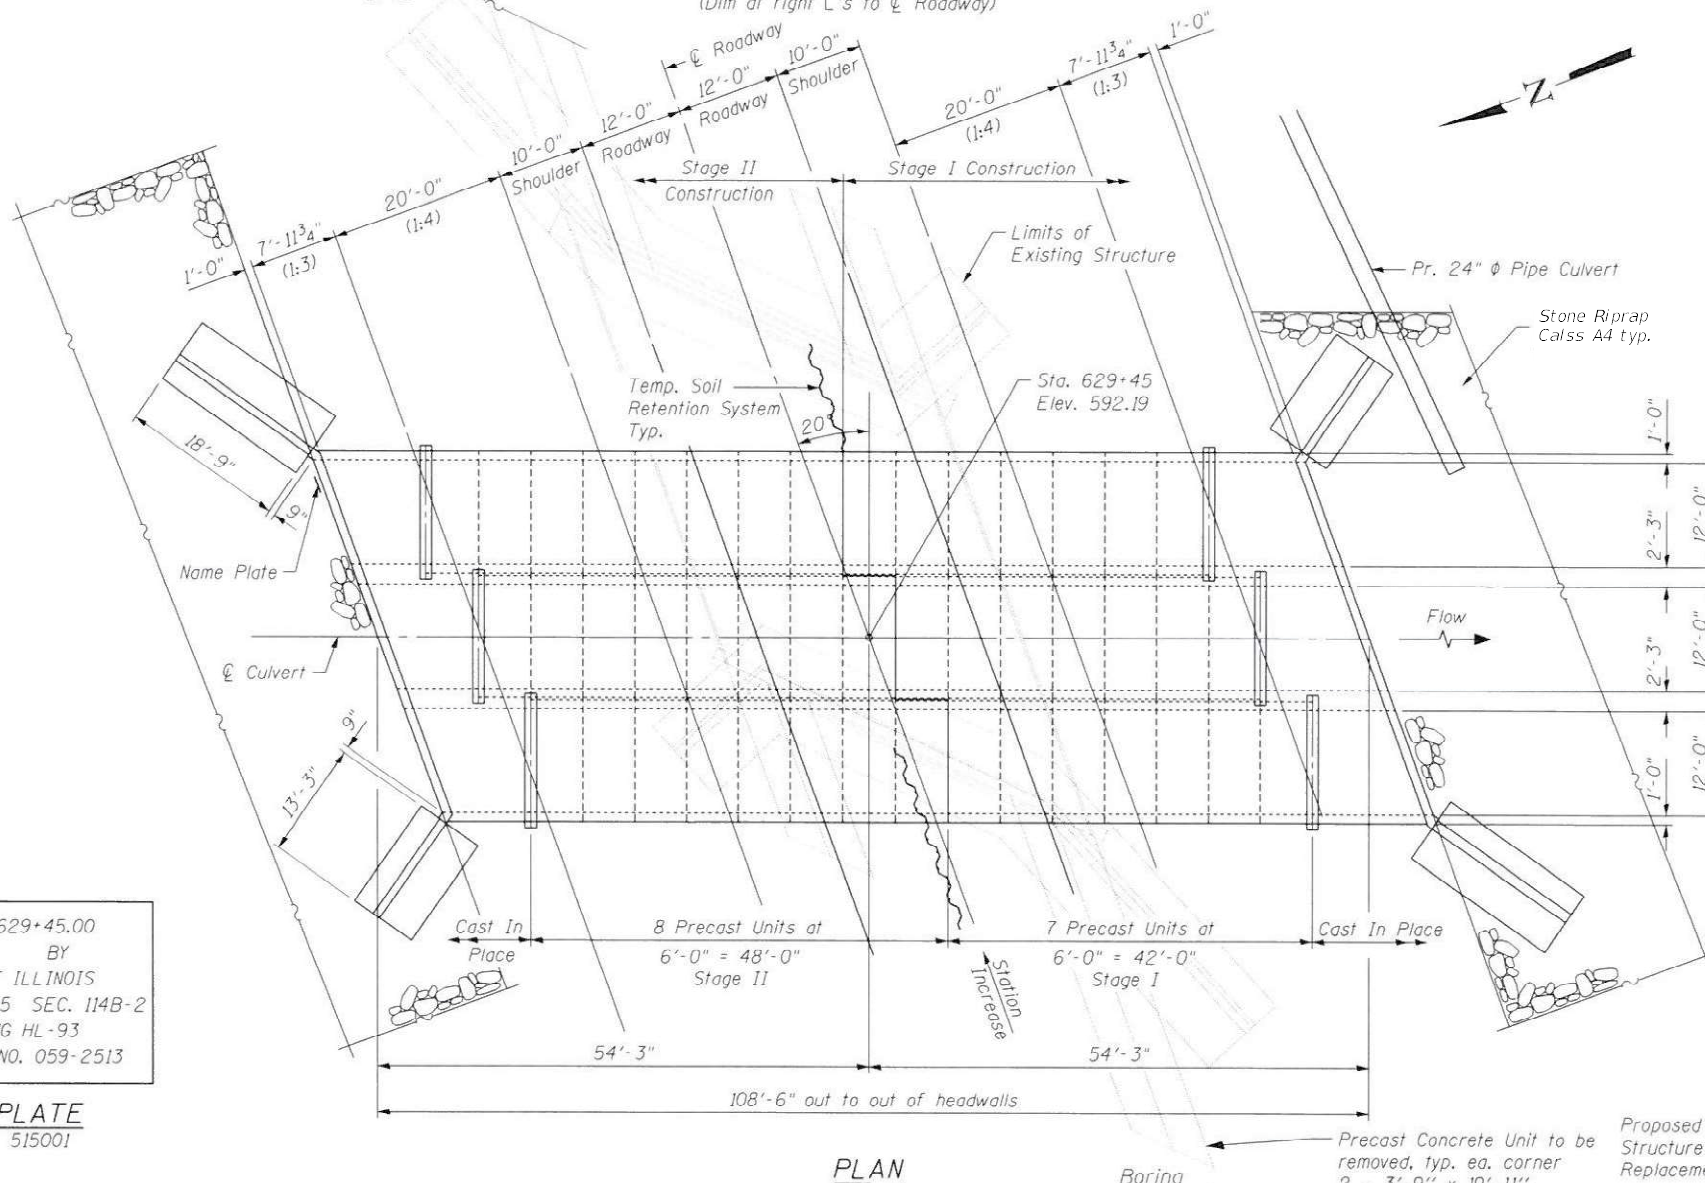 (Dim at right L's to ℄ Roadway)
℄ Roadway
1'-0"
7'-11¾"
(1:3)
20'-0"
(1:4)
10'-0"
Shoulder
12'-0"
Roadway
12'-0"
Roadway
10'-0"
Shoulder
20'-0"
(1:4)
7'-11¾"
(1:3)
1'-0"
N
Stage II
Construction
Stage I Construction
Limits of
Existing Structure
Pr. 24" ϕ Pipe Culvert
Stone Riprap
Calss A4 typ.
Temp. Soil
Retention System
Typ.
20°
Sta. 629+45
Elev. 592.19
18'-9"
9"
Name Plate
℄ Culvert
Flow
1'-0"
2'-3"
2'-3"
1'-0"
12'-0"
12'-0"
12'-0"
9"
13'-3"
Cast In
Place
8 Precast Units at
6'-0" = 48'-0"
Stage II
7 Precast Units at
6'-0" = 42'-0"
Stage I
Cast In Place
Station
Increase
54'-3"
54'-3"
108'-6" out to out of headwalls
629+45.00
BY
ILLINOIS
5 SEC. 114B-2
G HL-93
NO. 059-2513
PLATE
515001
PLAN
Boring
Precast Concrete Unit to be
removed, typ. ea. corner
Proposed
Structure
Replaceme